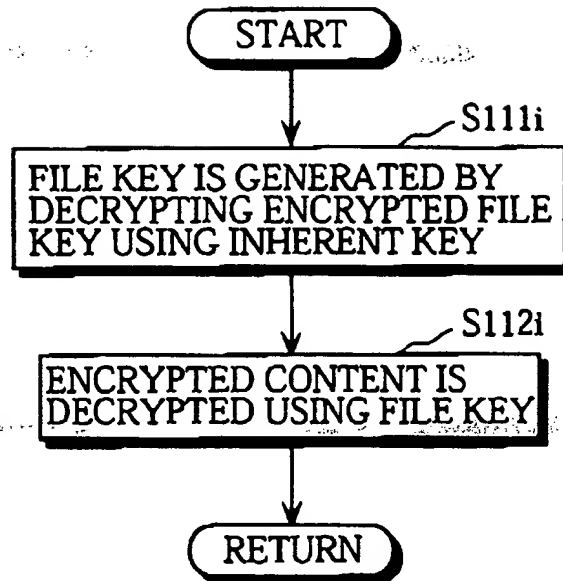 START
S111i
FILE KEY IS GENERATED BY
DECRYPTING ENCRYPTED FILE
KEY USING INHERENT KEY
S112i
ENCRYPTED CONTENT IS
DECRYPTED USING FILE KEY
RETURN